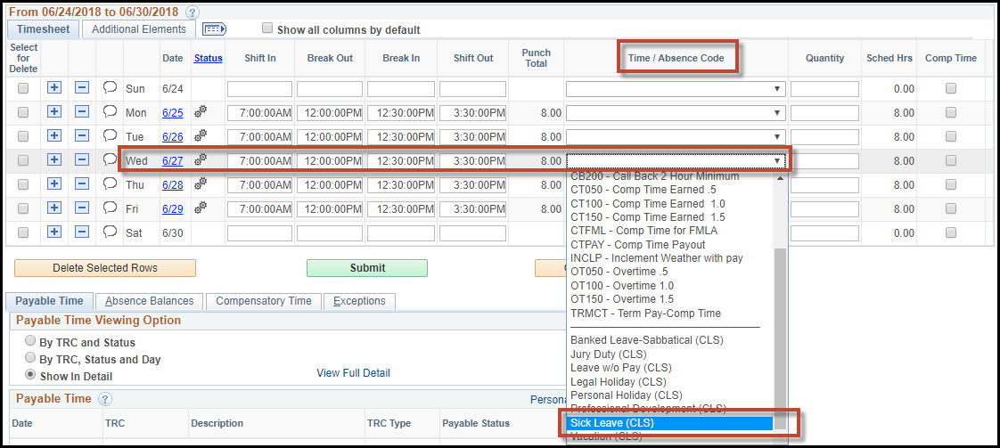 From 06/24/2018 to 06/30/2018 ?
Timesheet Additional Elements Show all columns by default
Select for Delete Date Status Shift In Break Out Break In Shift Out Punch Total Time / Absence Code Quantity Sched Hrs Comp Time
Sun 6/24 0.00
Mon 6/25 7:00:00AM 12:00:00PM 12:30:00PM 3:30:00PM 8.00 8.00
Tue 6/26 7:00:00AM 12:00:00PM 12:30:00PM 3:30:00PM 8.00 8.00
Wed 6/27 7:00:00AM 12:00:00PM 12:30:00PM 3:30:00PM 8.00 8.00
Thu 6/28 7:00:00AM 12:00:00PM 12:30:00PM 3:30:00PM 8.00 8.00
Fri 6/29 7:00:00AM 12:00:00PM 12:30:00PM 3:30:00PM 8.00 8.00
Sat 6/30 0.00
CB200 - Call Back 2 Hour Minimum
CT050 - Comp Time Earned .5
CT100 - Comp Time Earned 1.0
CT150 - Comp Time Earned 1.5
CTFML - Comp Time for FMLA
CTPAY - Comp Time Payout
INCLP - Inclement Weather with pay
OT050 - Overtime .5
OT100 - Overtime 1.0
OT150 - Overtime 1.5
TRMCT - Term Pay-Comp Time
Banked Leave-Sabbatical (CLS)
Jury Duty (CLS)
Leave w/o Pay (CLS)
Legal Holiday (CLS)
Personal Holiday (CLS)
Professional Development (CLS)
Sick Leave (CLS)
Vacation (CLS)
Delete Selected Rows Submit
Payable Time Absence Balances Compensatory Time Exceptions
Payable Time Viewing Option
By TRC and Status
By TRC, Status and Day
Show In Detail View Full Detail
Payable Time ? Persona
Date TRC Description TRC Type Payable Status